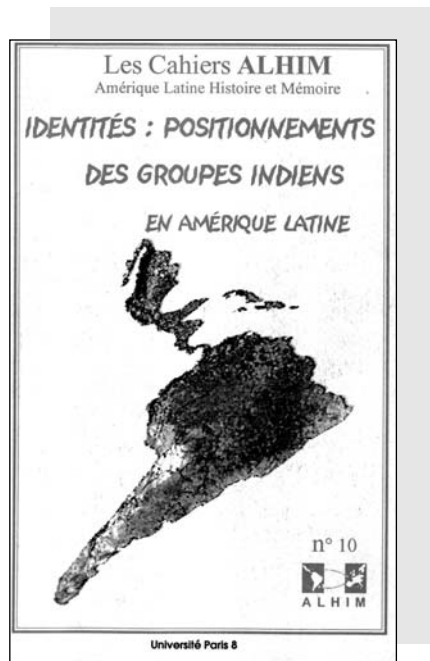 Les Cahiers ALHIM
Amérique Latine Histoire et Mémoire
IDENTITÉS : POSITIONNEMENTS
DES GROUPES INDIENS
EN AMÉRIQUE LATINE
n° 10
ALHIM
Université Paris 8